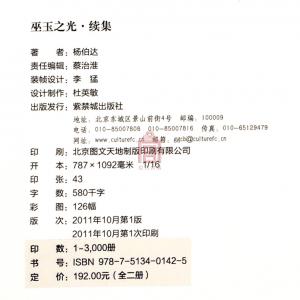 巫玉之光·续集
著 者：杨伯达
责任编辑：蔡治淮
装帧设计：李 猛
设计制作：杜英敏
出版发行：紫禁城出版社
北京东城区景山前街4号 邮编：100009
电话：010-85007808 010-85007816 传真：010-65129479
网址：www.culturefc.cn 邮箱：ggcb@culturefc.cn
印 刷：北京图文天地制版印刷有限公司
开 本：787×1092毫米 1/16
印 张：43
字 数：580千字
彩 图：126幅
版 次：2011年10月第1版
2011年10月第1次印刷
印 数：1-3,000册
书 号：ISBN 978-7-5134-0142-5
定 价：192.00元（全二册）